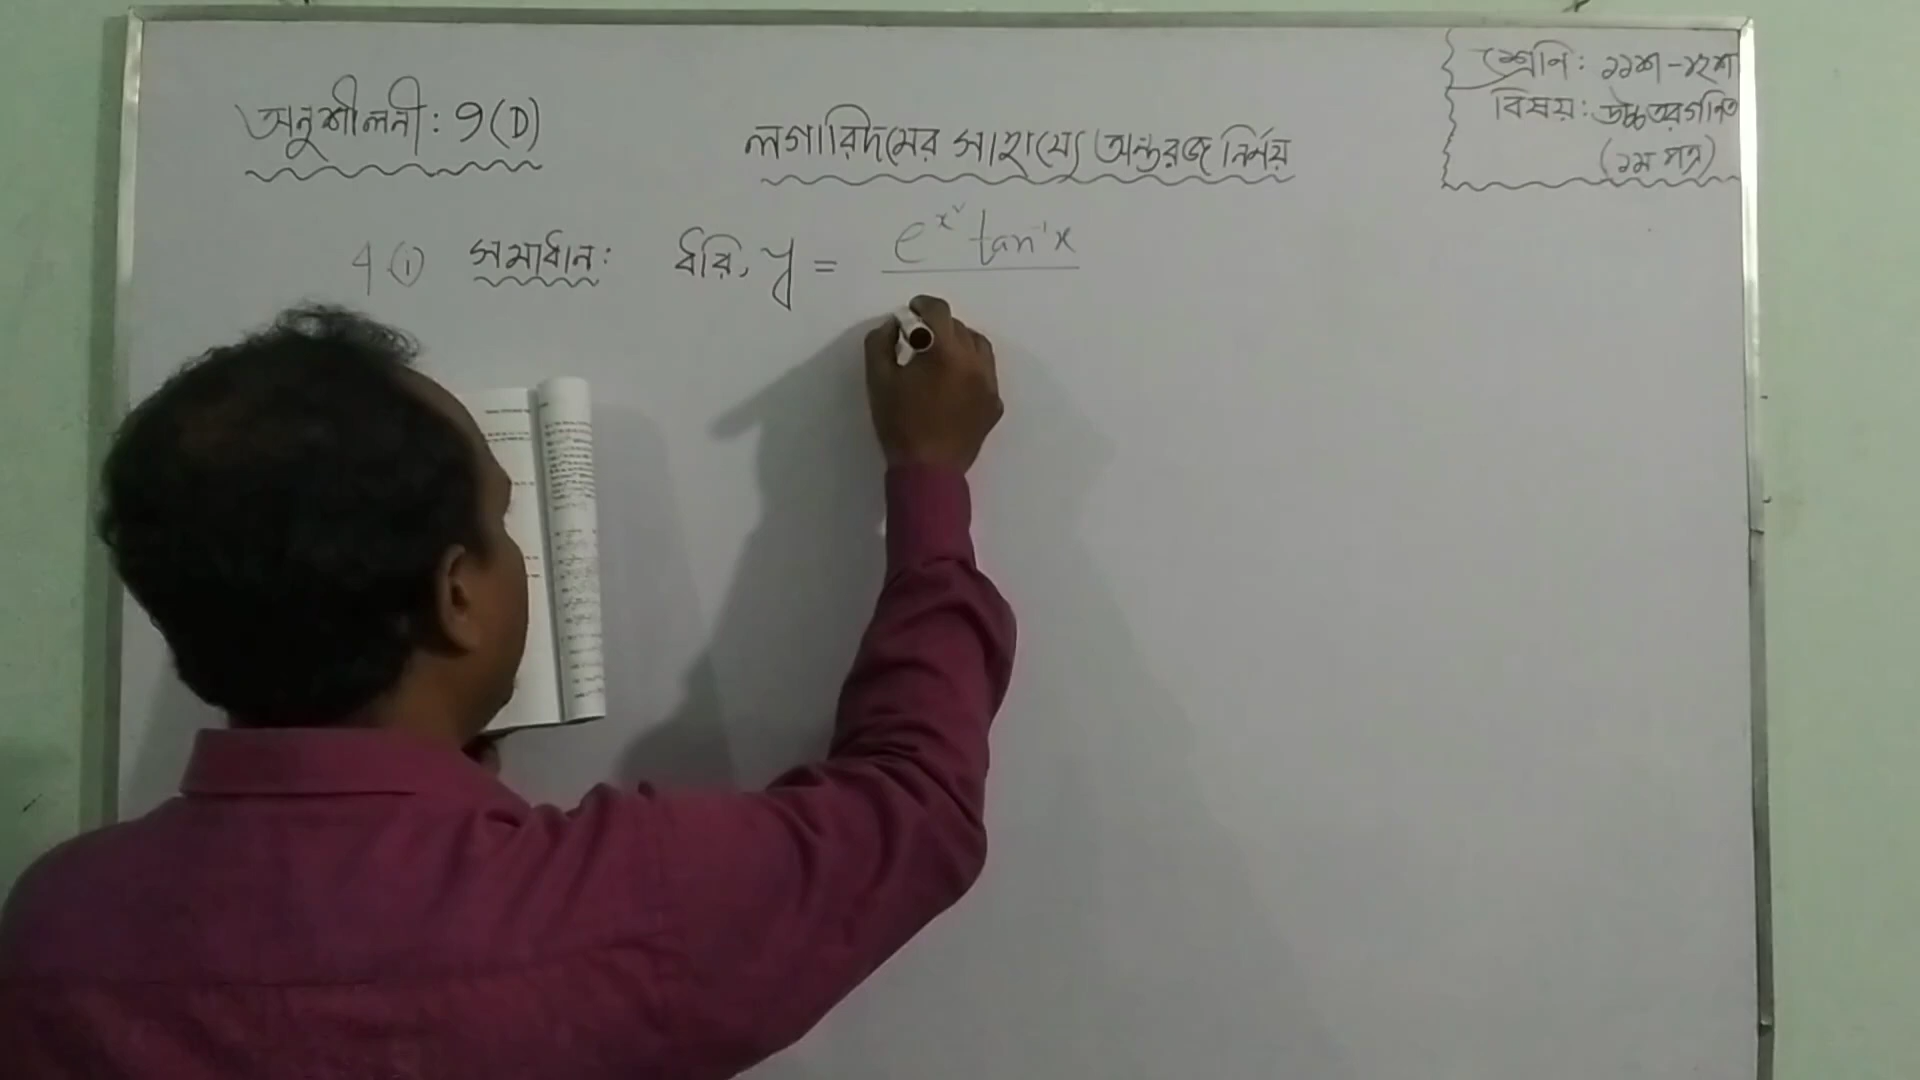 অনুশীলনী: 9(D)
লগারিদমের সাহায্যে অন্তরজ নির্ণয়
শ্রেণি: ১১শ-১২শ
বিষয়: উচ্চতর গণিত
(১ম পত্র)
4(i) সমাধান: ধরি, y = e^{x²} tan⁻¹x